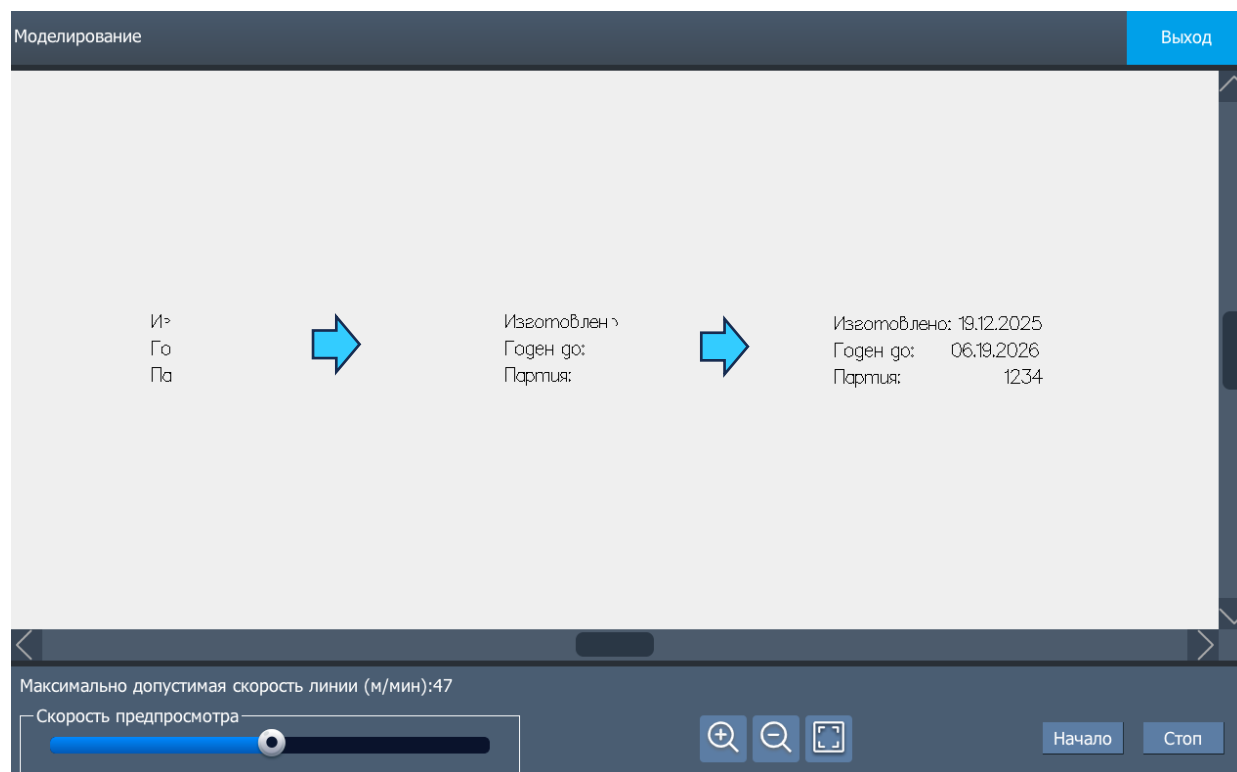 Моделирование
Выход
Из
Го
Па
Изготовлено
Годен до:
Партия:
Изготовлено: 19.12.2025
Годен до: 06.19.2026
Партия: 1234
Максимально допустимая скорость линии (м/мин):47
Скорость предпросмотра
Начало
Стоп